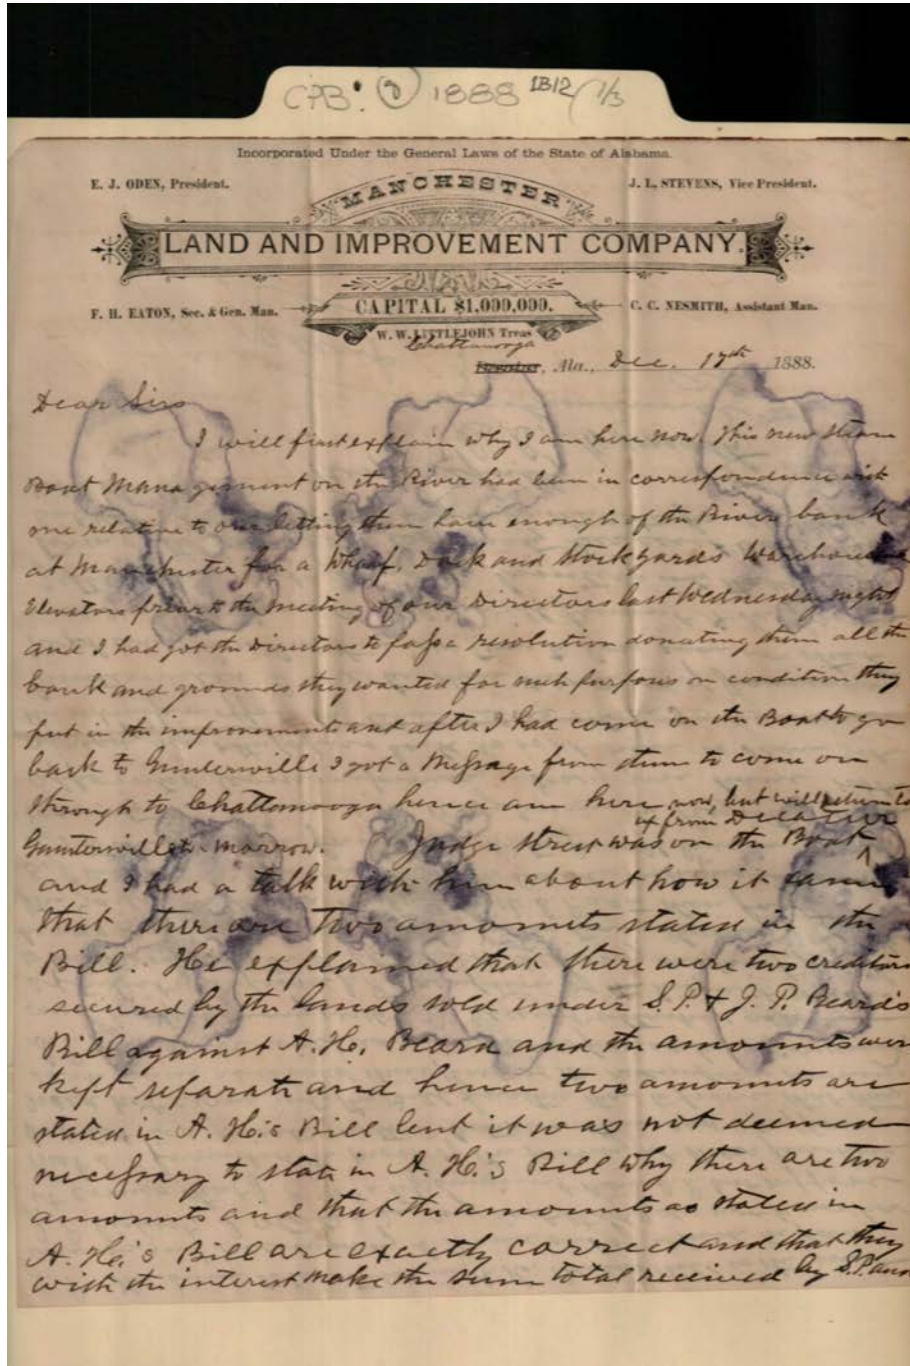 CPB: 8 1888 1B12 1/3
Incorporated Under the General Laws of the State of Alabama.
E. J. ODEN, President.
J. L. STEVENS, Vice President.
MANCHESTER
LAND AND IMPROVEMENT COMPANY.
F. H. EATON, Sec. & Gen. Man.
CAPITAL $1,000,000.
C. C. NESMITH, Assistant Man.
W. W. LITTLEJOHN Treas
Chattanooga
, Ala., Dec. 17th 1888.
Dear Sirs
I will first explain why I am here now. This new Steam
Boat Management on the River had been in correspondence with
me relative to our letting them have enough of the River bank
at Manchester for a Wharf, Dock and Stockyards Warehouse
Elevators prior to the meeting of our Directors last Wednesday night
and I had got the Directors to pass a resolution donating them all the
bank and grounds they wanted for such purposes on condition they
put in the improvements and after I had come on the Boat to go
back to Gunterville I got a Message from them to come on
through to Chattanooga hence am here now, but will return to
Gunterville to-morrow. Judge Street was on the Boat
up from Decatur
and I had a talk with him about how it came
that there are two amounts stated in the
Bill. He explained that there were two creditors
secured by the lands sold under S. P. & J. P. Beard's
Bill against A. H. Beard and the amounts were
kept separate and hence two amounts are
stated in A. H.'s Bill but it was not deemed
necessary to state in A. H.'s Bill why there are two
amounts and that the amounts as stated in
A. H.'s Bill are exactly correct and that they
with the interest make the sum total received by S.P. and